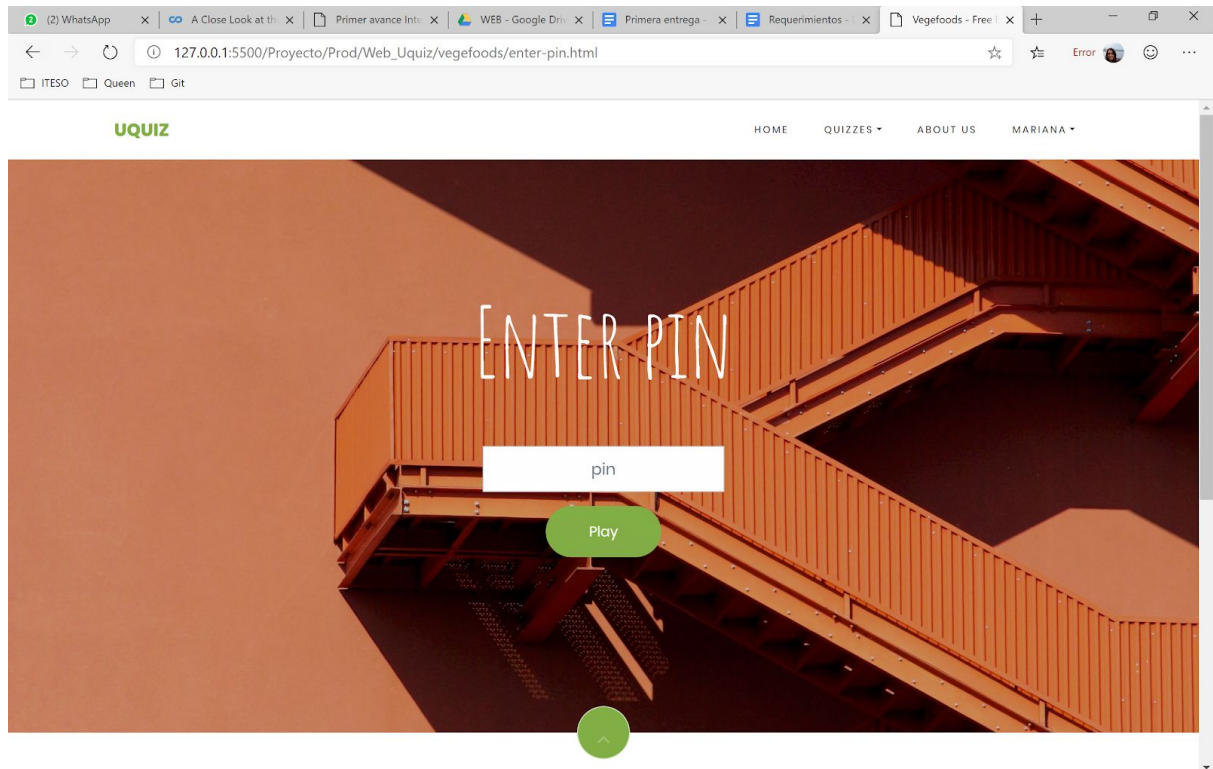 (2) WhatsApp
A Close Look at th
Primer avance Inte
WEB - Google Driv
Primera entrega -
Requerimientos -
Vegefoods - Free
127.0.0.1:5500/Proyecto/Prod/Web_Uquiz/vegefoods/enter-pin.html
Error
ITESO Queen Git
UQUIZ
HOME QUIZZES ABOUT US MARIANA
ENTER PIN
pin
Play